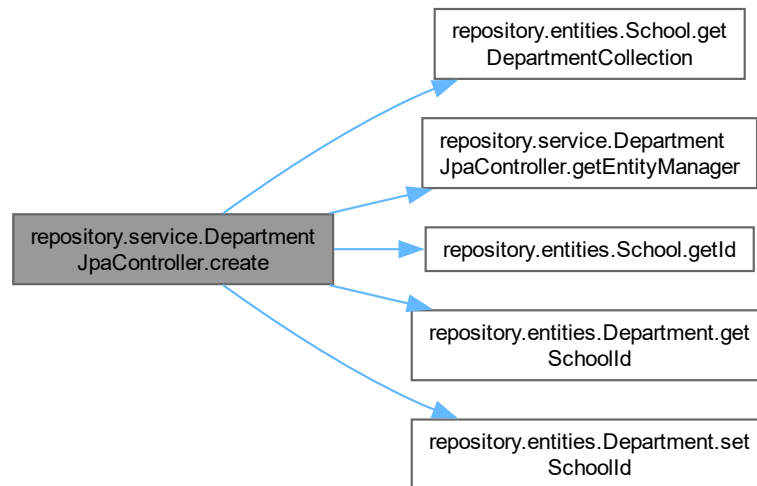 repository.entities.School.get
DepartmentCollection
repository.service.Department
JpaController.getEntityManager
repository.service.Department
JpaController.create
repository.entities.School.getId
repository.entities.Department.get
SchoolId
repository.entities.Department.set
SchoolId